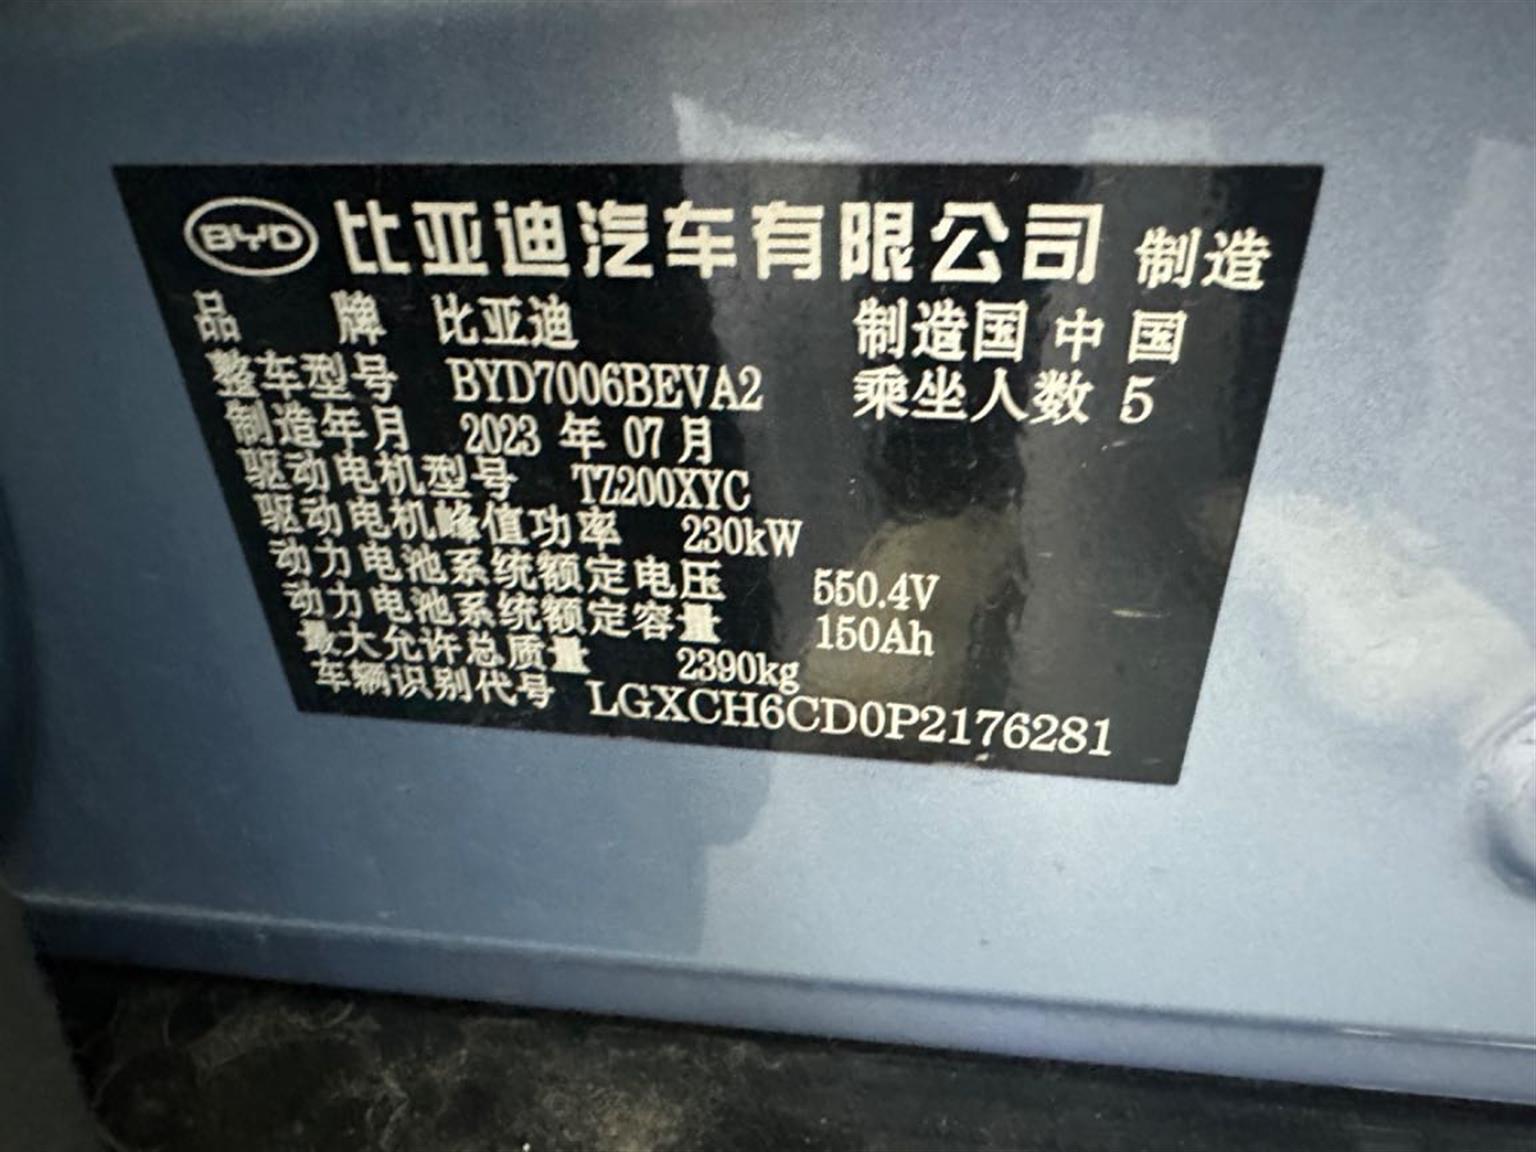 BYD 比亚迪汽车有限公司 制造
品 牌 比亚迪 制造国 中国
整车型号 BYD7006BEVA2 乘坐人数 5
制造年月 2023 年 07 月
驱动电机型号 TZ200XYC
驱动电机峰值功率 230kW
动力电池系统额定电压 550.4V
动力电池系统额定容量 150Ah
最大允许总质量 2390kg
车辆识别代号 LGXCH6CD0P2176281